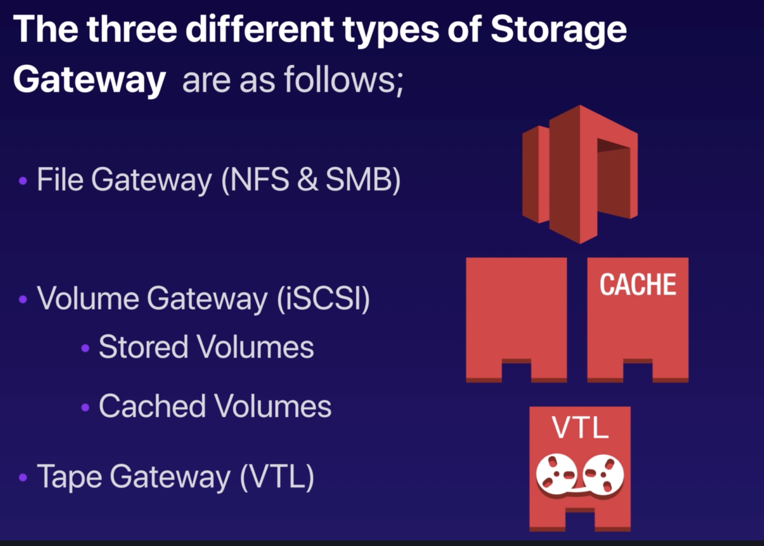 The three different types of Storage
Gateway are as follows;
• File Gateway (NFS & SMB)
• Volume Gateway (iSCSI)
• Stored Volumes
CACHE
• Cached Volumes
VTL
• Tape Gateway (VTL)